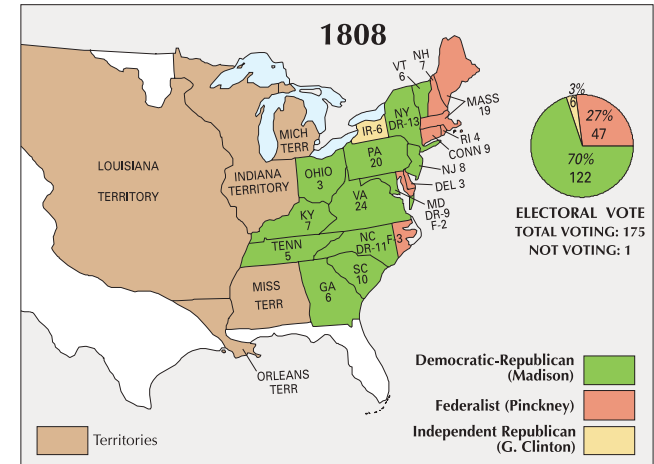 1808
NH
7
VT
6
MASS
19
NY
DR-13
IR-6
RI 4
CONN 9
MICH
TERR
PA
20
NJ 8
DEL 3
MD
DR-9
F-2
LOUISIANA
TERRITORY
INDIANA
TERRITORY
OHIO
3
VA
24
KY
7
NC
DR-11
F-3
TENN
5
SC
10
MISS
TERR
GA
6
ORLEANS
TERR
3%
6
27%
47
70%
122
ELECTORAL VOTE
TOTAL VOTING: 175
NOT VOTING: 1
Democratic-Republican
(Madison)
Federalist (Pinckney)
Independent Republican
(G. Clinton)
Territories